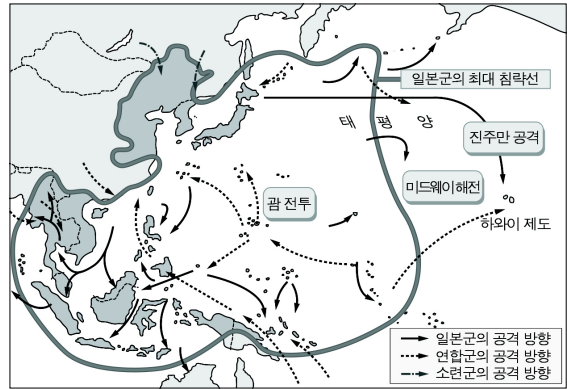 일본군의 최대 침략선
태 평 양
진주만 공격
미드웨이 해전
괌 전투
하와이 제도
일본군의 공격 방향
연합군의 공격 방향
소련군의 공격 방향